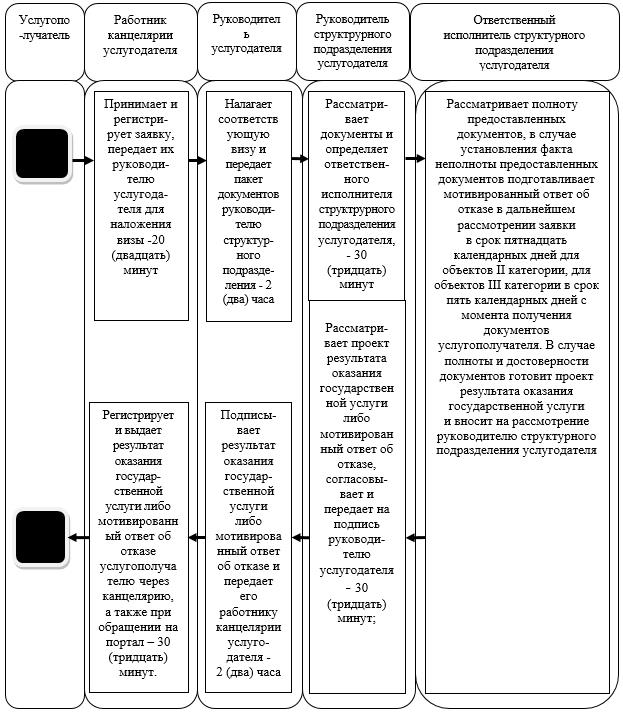 Услугопо
-лучатель
Работник
канцелярии
услугодателя
Руководител
ь
услугодателя
Руководитель
структрурного
подразделения
услугодателя
Ответственный
исполнитель структурного
подразделения
услугодателя
Принимает и
регистри-
рует заявку,
передает их
руководи-
телю
услугода-
теля для
наложения
визы -20
(двадцать)
минут
Налагает
соответств
ующую
визу и
передает
пакет
документов
руководи-
телю
структур-
ного
подразде-
ления - 2
(два) часа
Рассматри-
вает
документы и
определяет
ответствен-
ного
исполнителя
структрурного
подразделения
услугодателя,
- 30
(тридцать)
минут
Рассматривает полноту
предоставленных
документов, в случае
установления факта
неполноты предоставленных
документов подготавливает
мотивированный ответ об
отказе в дальнейшем
рассмотрении заявки
в срок пятнадцать
календарных дней для
объектов II категории, для
объектов III категории в срок
пять календарных дней с
момента получения
документов
услугополучателя. В случае
полноты и достоверности
документов готовит проект
результата оказания
государственной услуги
и вносит на рассмотрение
руководителю структурного
подразделения услугодателя
Рассматри-
вает проект
результата
оказания
государствен
ной услуги
либо
мотивирован
ный ответ об
отказе,
согласовы-
вает и
передает на
подпись
руководи-
телю
услугодателя
- 30
(тридцать)
минут;
Подписы-
вает
результат
оказания
государ-
ственной
услуги
либо
мотивирова
нный ответ
об отказе и
передает
его
работнику
канцелярии
услуго-
дателя -
2 (два) часа
Регистрирует
и выдает
результат
оказания
государ-
ственной
услуги либо
мотивированн
ый ответ об
отказе
услугополуча
телю через
канцелярию,
а также при
обращении на
портал – 30
(тридцать)
минут.